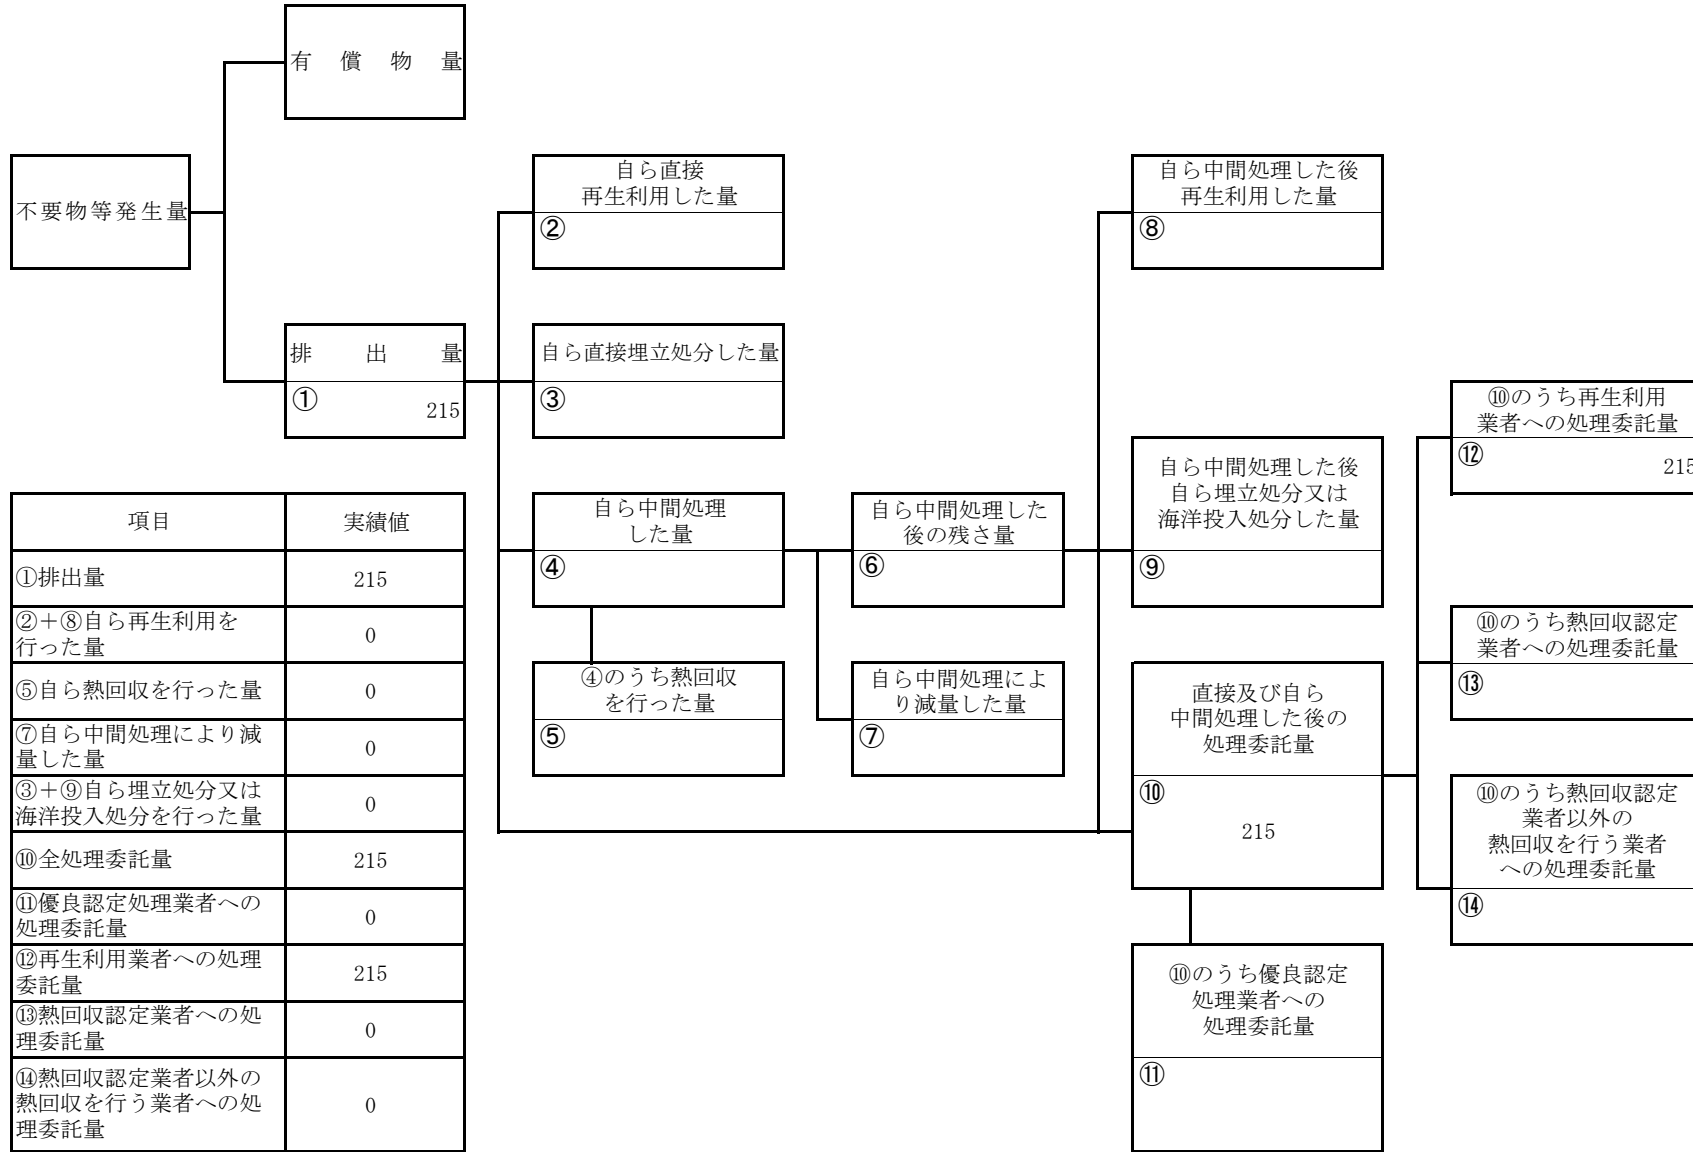 有償物量
不要物等発生量
自ら直接
再生利用した量
②
自ら中間処理した後
再生利用した量
⑧
排出量
①
215
自ら直接埋立処分した量
③
⑩のうち再生利用
業者への処理委託量
⑫
215
自ら中間処理
した量
④
自ら中間処理した
後の残さ量
⑥
自ら中間処理した後
自ら埋立処分又は
海洋投入処分した量
⑨
⑩のうち熱回収認定
業者への処理委託量
⑬
④のうち熱回収
を行った量
⑤
自ら中間処理によ
り減量した量
⑦
直接及び自ら
中間処理した後の
処理委託量
⑩
215
⑩のうち熱回収認定
業者以外の
熱回収を行う業者
への処理委託量
⑭
⑩のうち優良認定
処理業者への
処理委託量
⑪
項目 実績値
①排出量 215
②＋⑧自ら再生利用を
行った量 0
⑤自ら熱回収を行った量 0
⑦自ら中間処理により減
量した量 0
③＋⑨自ら埋立処分又は
海洋投入処分を行った量 0
⑩全処理委託量 215
⑪優良認定処理業者への
処理委託量 0
⑫再生利用業者への処理
委託量 215
⑬熱回収認定業者への処
理委託量 0
⑭熱回収認定業者以外の
熱回収を行う業者への処
理委託量 0